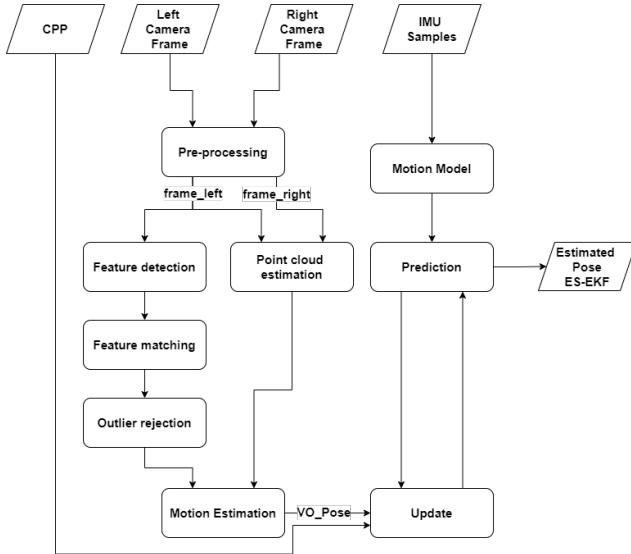 CPP
Left
Camera
Frame
Right
Camera
Frame
IMU
Samples
Pre-processing
Motion Model
frame_left
frame_right
Feature detection
Point cloud
estimation
Prediction
Estimated
Pose
ES-EKF
Feature matching
Outlier rejection
Motion Estimation
VO_Pose
Update